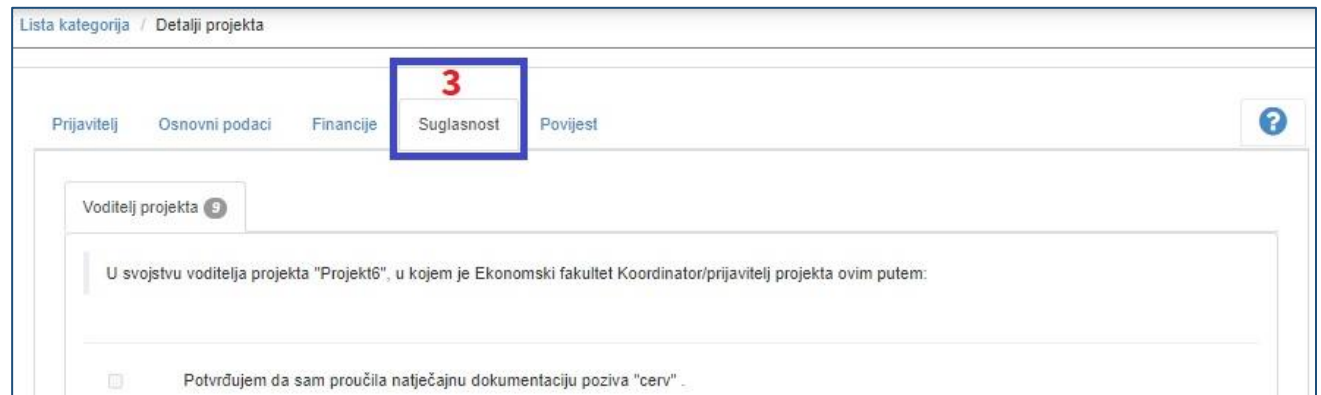 Lista kategorija / Detalji projekta
3
Prijavitelj Osnovni podaci Financije Suglasnost Povijest ?
Voditelj projekta 9
U svojstvu voditelja projekta "Projekt6", u kojem je Ekonomski fakultet Koordinator/prijavitelj projekta ovim putem:
Potvrđujem da sam proučila natječajnu dokumentaciju poziva "cerv" .